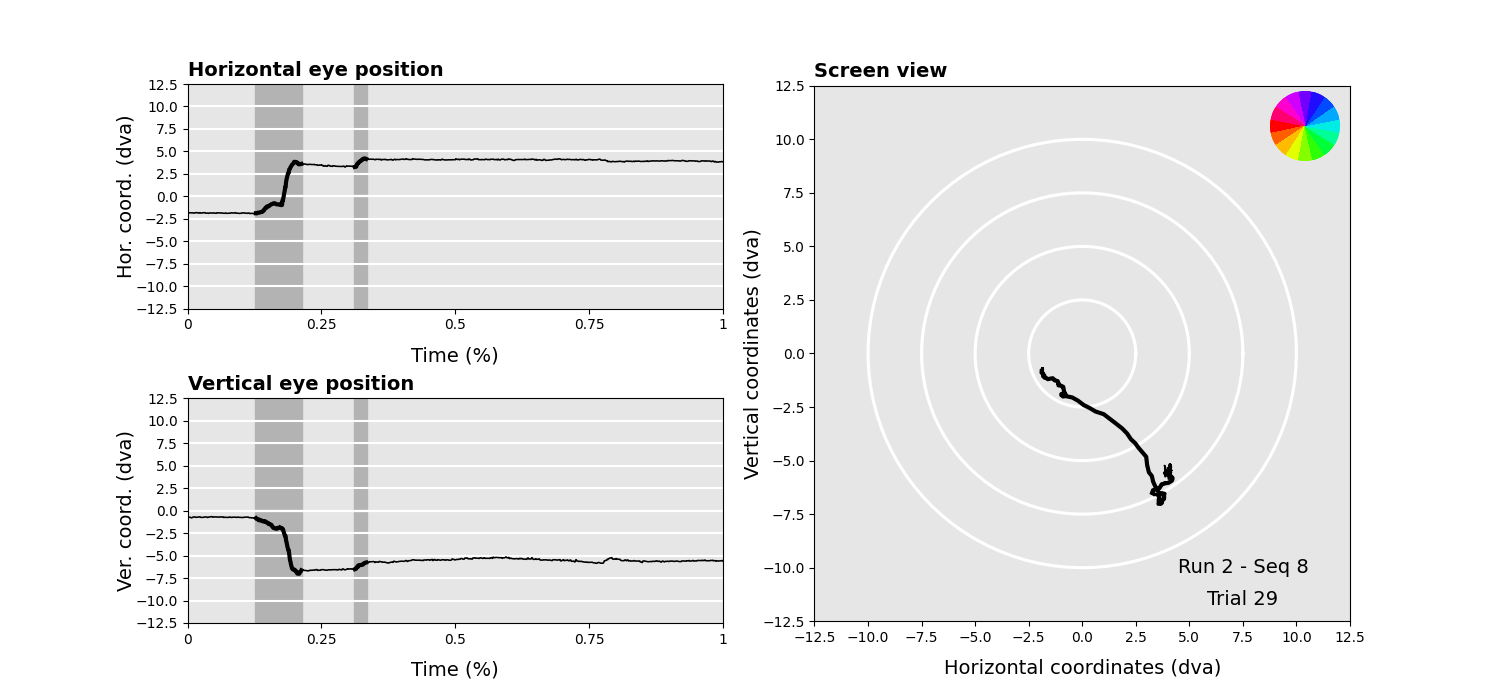 Horizontal eye position
Hor. coord. (dva)
12.5
10.0
7.5
5.0
2.5
0.0
−2.5
−5.0
−7.5
−10.0
−12.5
0 0.25 0.5 0.75 1
Time (%)
Vertical eye position
Ver. coord. (dva)
12.5
10.0
7.5
5.0
2.5
0.0
−2.5
−5.0
−7.5
−10.0
−12.5
0 0.25 0.5 0.75 1
Time (%)
Screen view
Vertical coordinates (dva)
12.5
10.0
7.5
5.0
2.5
0.0
−2.5
−5.0
−7.5
−10.0
−12.5
Run 2 - Seq 8
Trial 29
−12.5 −10.0 −7.5 −5.0 −2.5 0.0 2.5 5.0 7.5 10.0 12.5
Horizontal coordinates (dva)